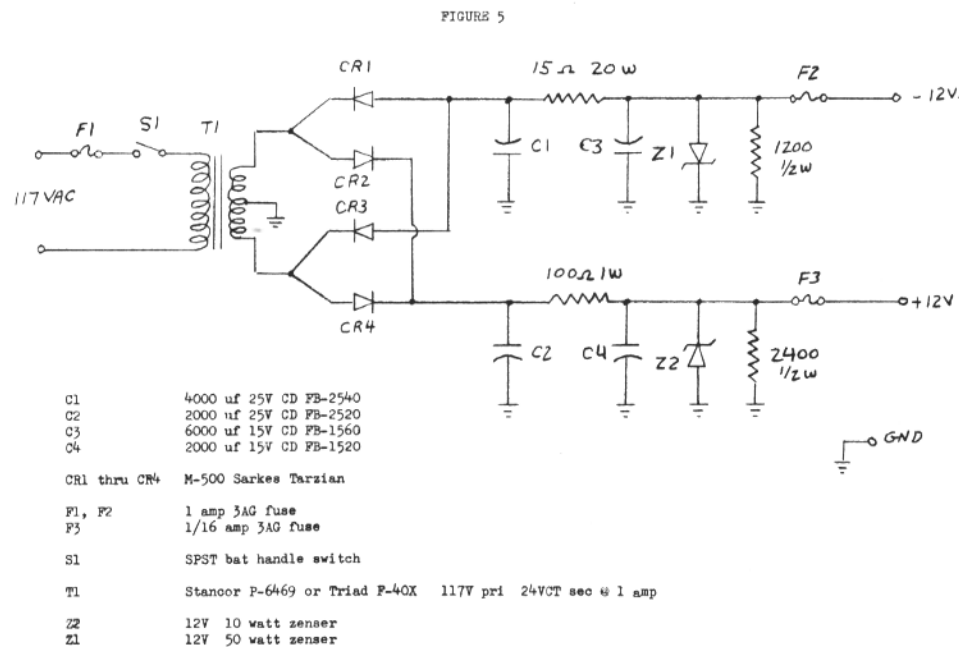 FIGURE 5
CR1
15Ω 20W
F2
- 12V
F1
S1
T1
C1
C3
Z1
1200
1/2W
117 VAC
CR2
CR3
100Ω 1W
F3
+12V
CR4
C2
C4
Z2
2400
1/2W
GND
C1 4000 uf 25V CD FB-2540
C2 2000 uf 25V CD FB-2520
C3 6000 uf 15V CD FB-1560
C4 2000 uf 15V CD FB-1520
CR1 thru CR4 M-500 Sarkes Tarzian
F1, F2 1 amp 3AG fuse
F3 1/16 amp 3AG fuse
S1 SPST bat handle switch
T1 Stancor P-6469 or Triad F-40X 117V pri 24VCT sec @ 1 amp
Z2 12V 10 watt zenser
Z1 12V 50 watt zenser